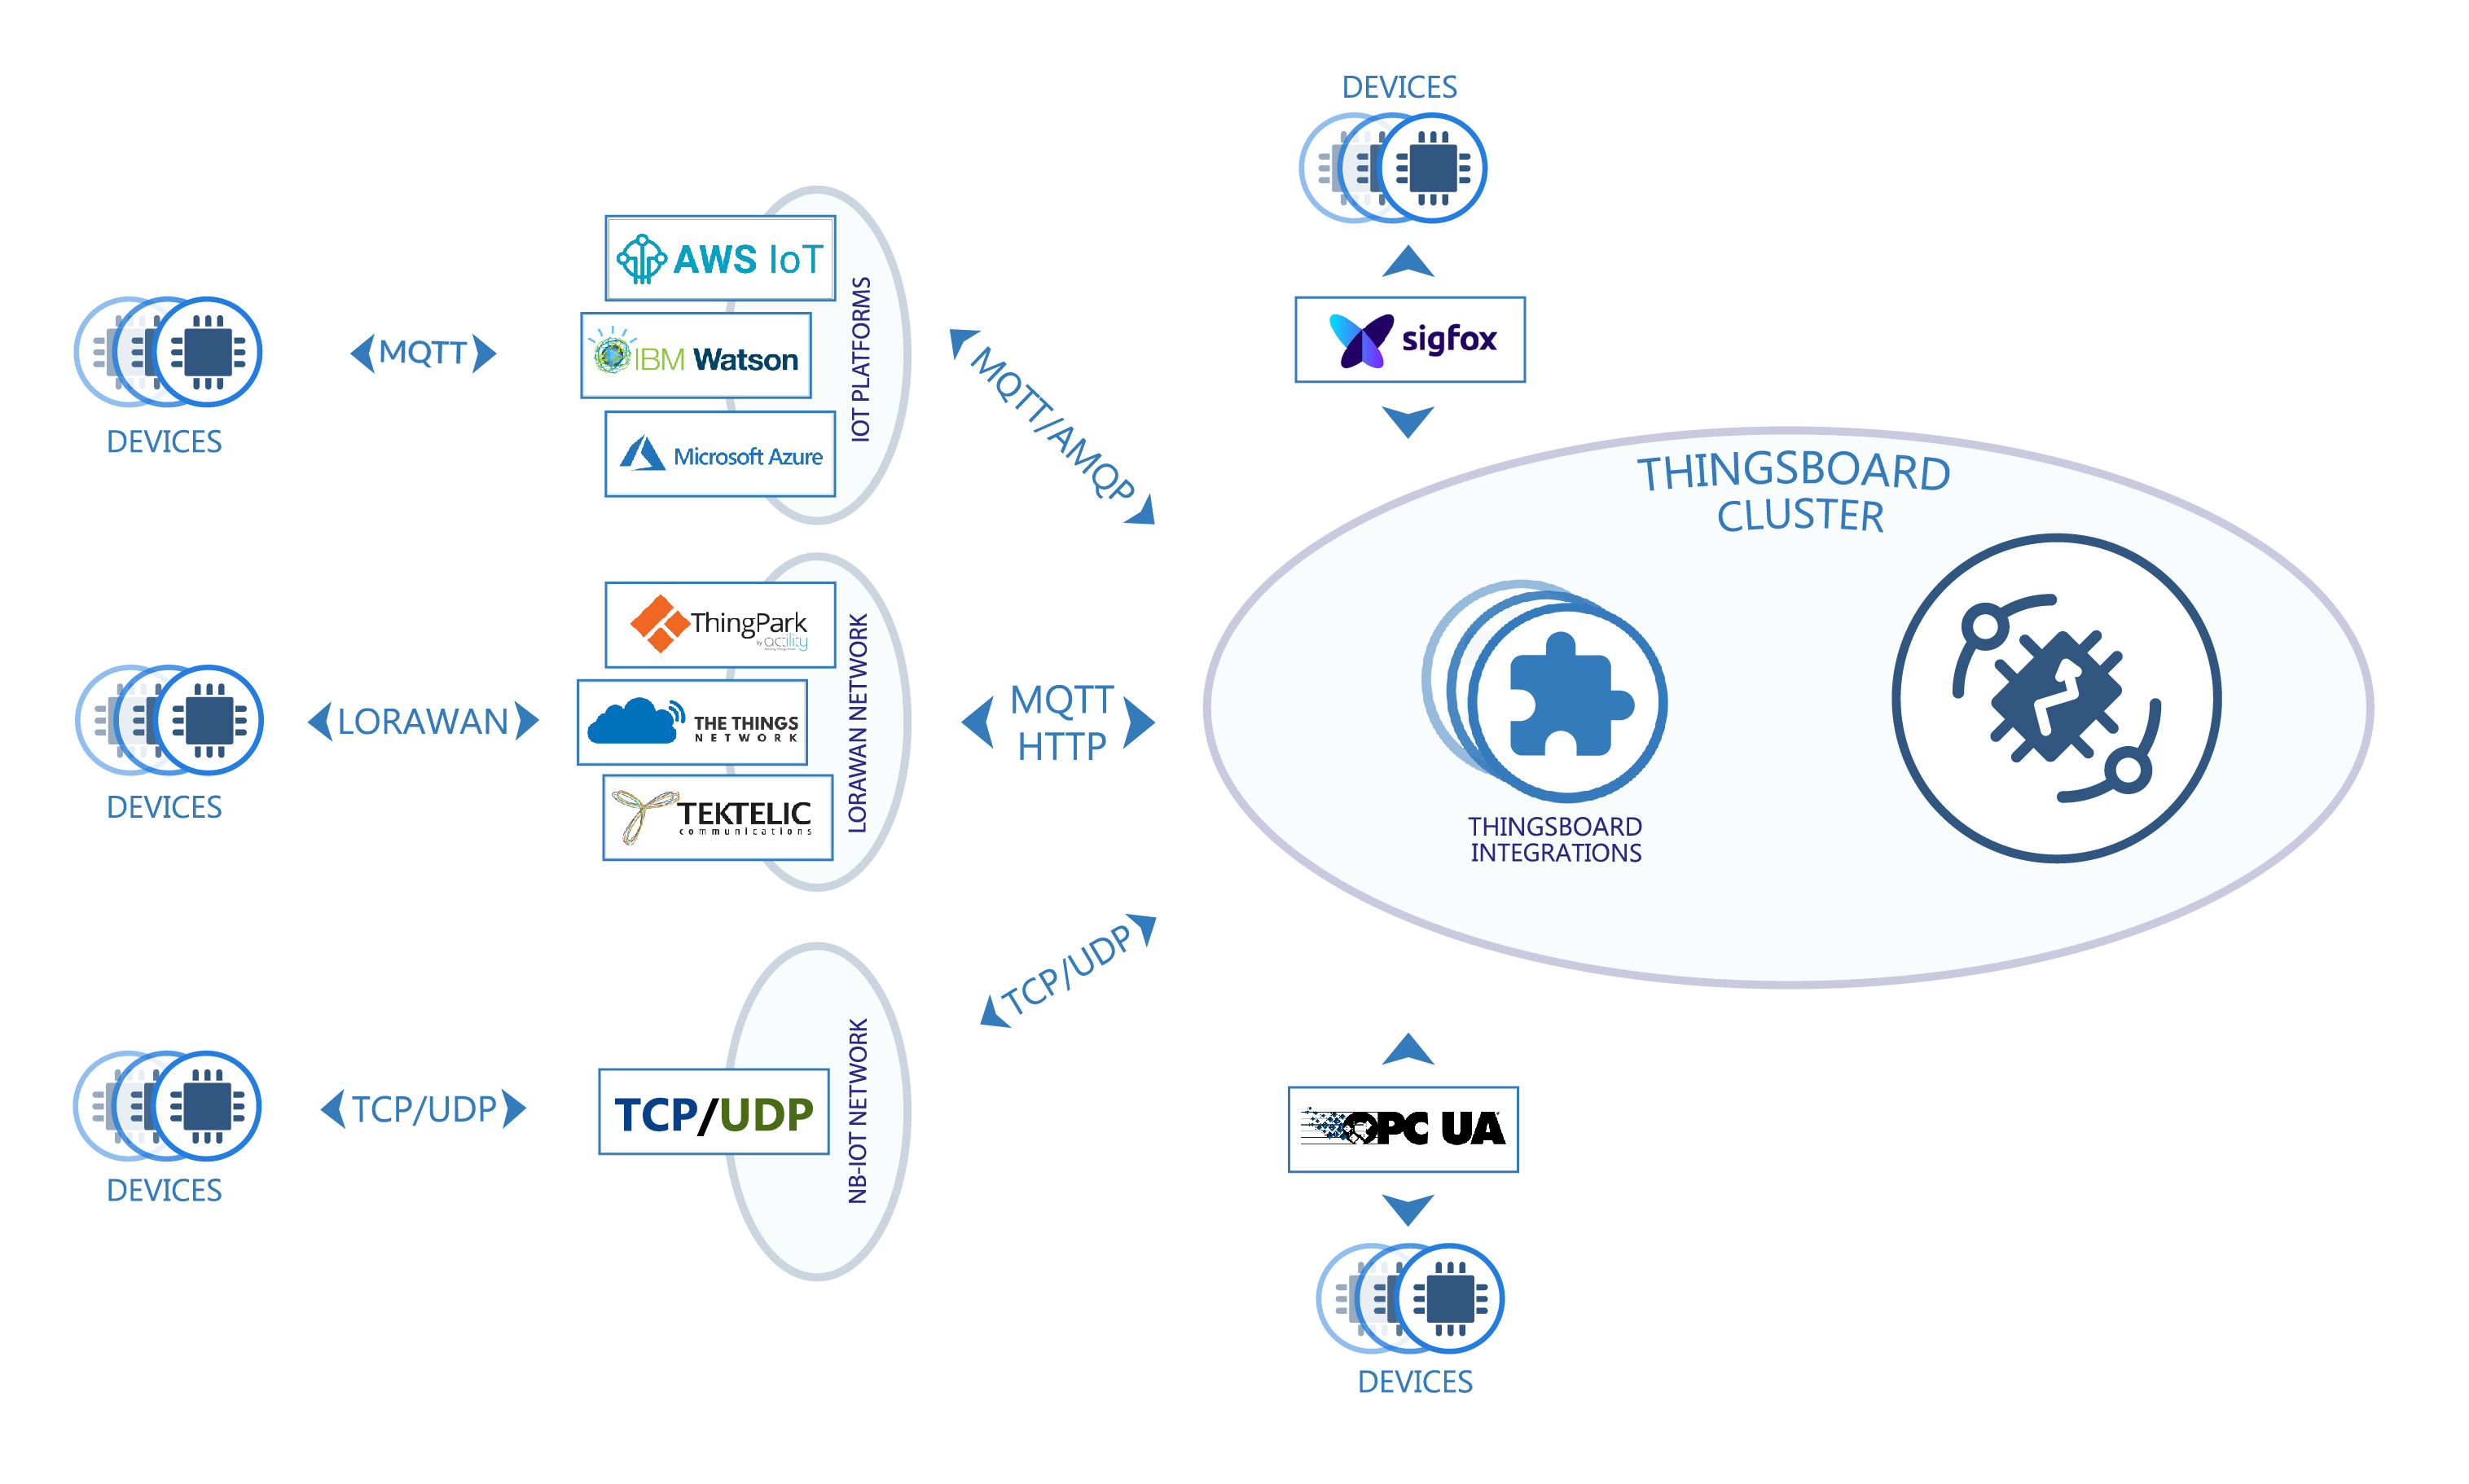 DEVICES
sigfox
AWS IoT
IBM Watson
Microsoft Azure
IOT PLATFORMS
MQTT
DEVICES
MQTT/AMQP
THINGSBOARD
CLUSTER
ThingPark
by actility
THE THINGS
NETWORK
TEKTELIC
communications
LORAWAN NETWORK
LORAWAN
DEVICES
MQTT
HTTP
THINGSBOARD
INTEGRATIONS
TCP/UDP
TCP/UDP
NB-IOT NETWORK
TCP/UDP
DEVICES
OPC UA
DEVICES